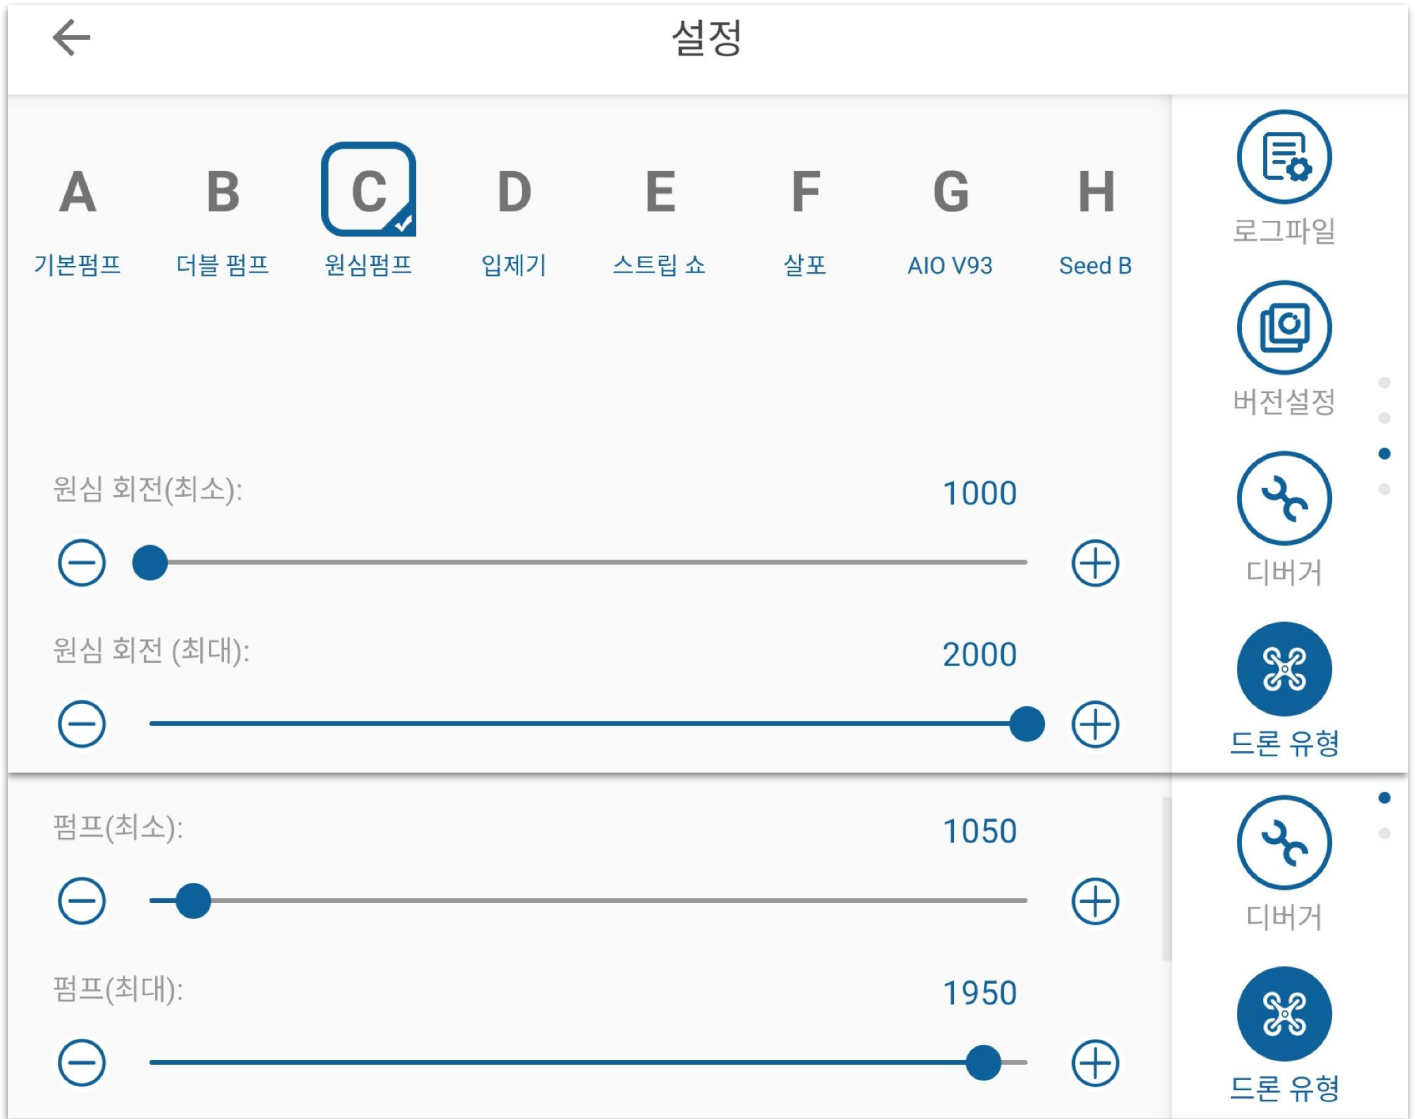 설정
A
B
C
D
E
F
G
H
기본펌프
더블 펌프
원심펌프
입제기
스트립 쇼
살포
AIO V93
Seed B
로그파일
버전설정
원심 회전(최소):
1000
디버거
원심 회전 (최대):
2000
드론 유형
펌프(최소):
1050
디버거
펌프(최대):
1950
드론 유형